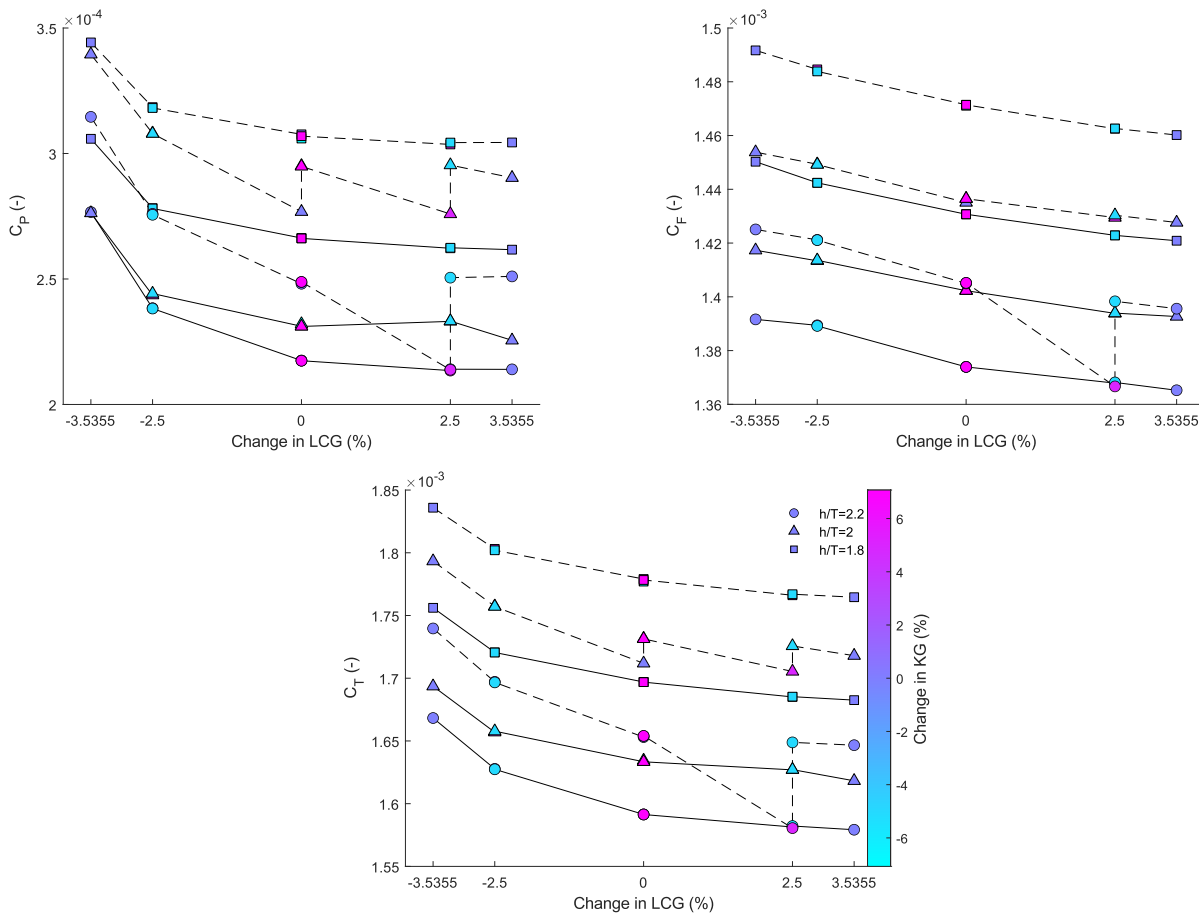 ×10⁻⁴
3.5
3
2.5
2
C_P (-)
-3.5355 -2.5 0 2.5 3.5355
Change in LCG (%)
×10⁻³
1.5
1.48
1.46
1.44
1.42
1.4
1.38
1.36
C_F (-)
-3.5355 -2.5 0 2.5 3.5355
Change in LCG (%)
×10⁻³
1.85
1.8
1.75
1.7
1.65
1.6
1.55
C_T (-)
-3.5355 -2.5 0 2.5 3.5355
Change in LCG (%)
h/T=2.2
h/T=2
h/T=1.8
6
4
2
0
-2
-4
-6
Change in KG (%)